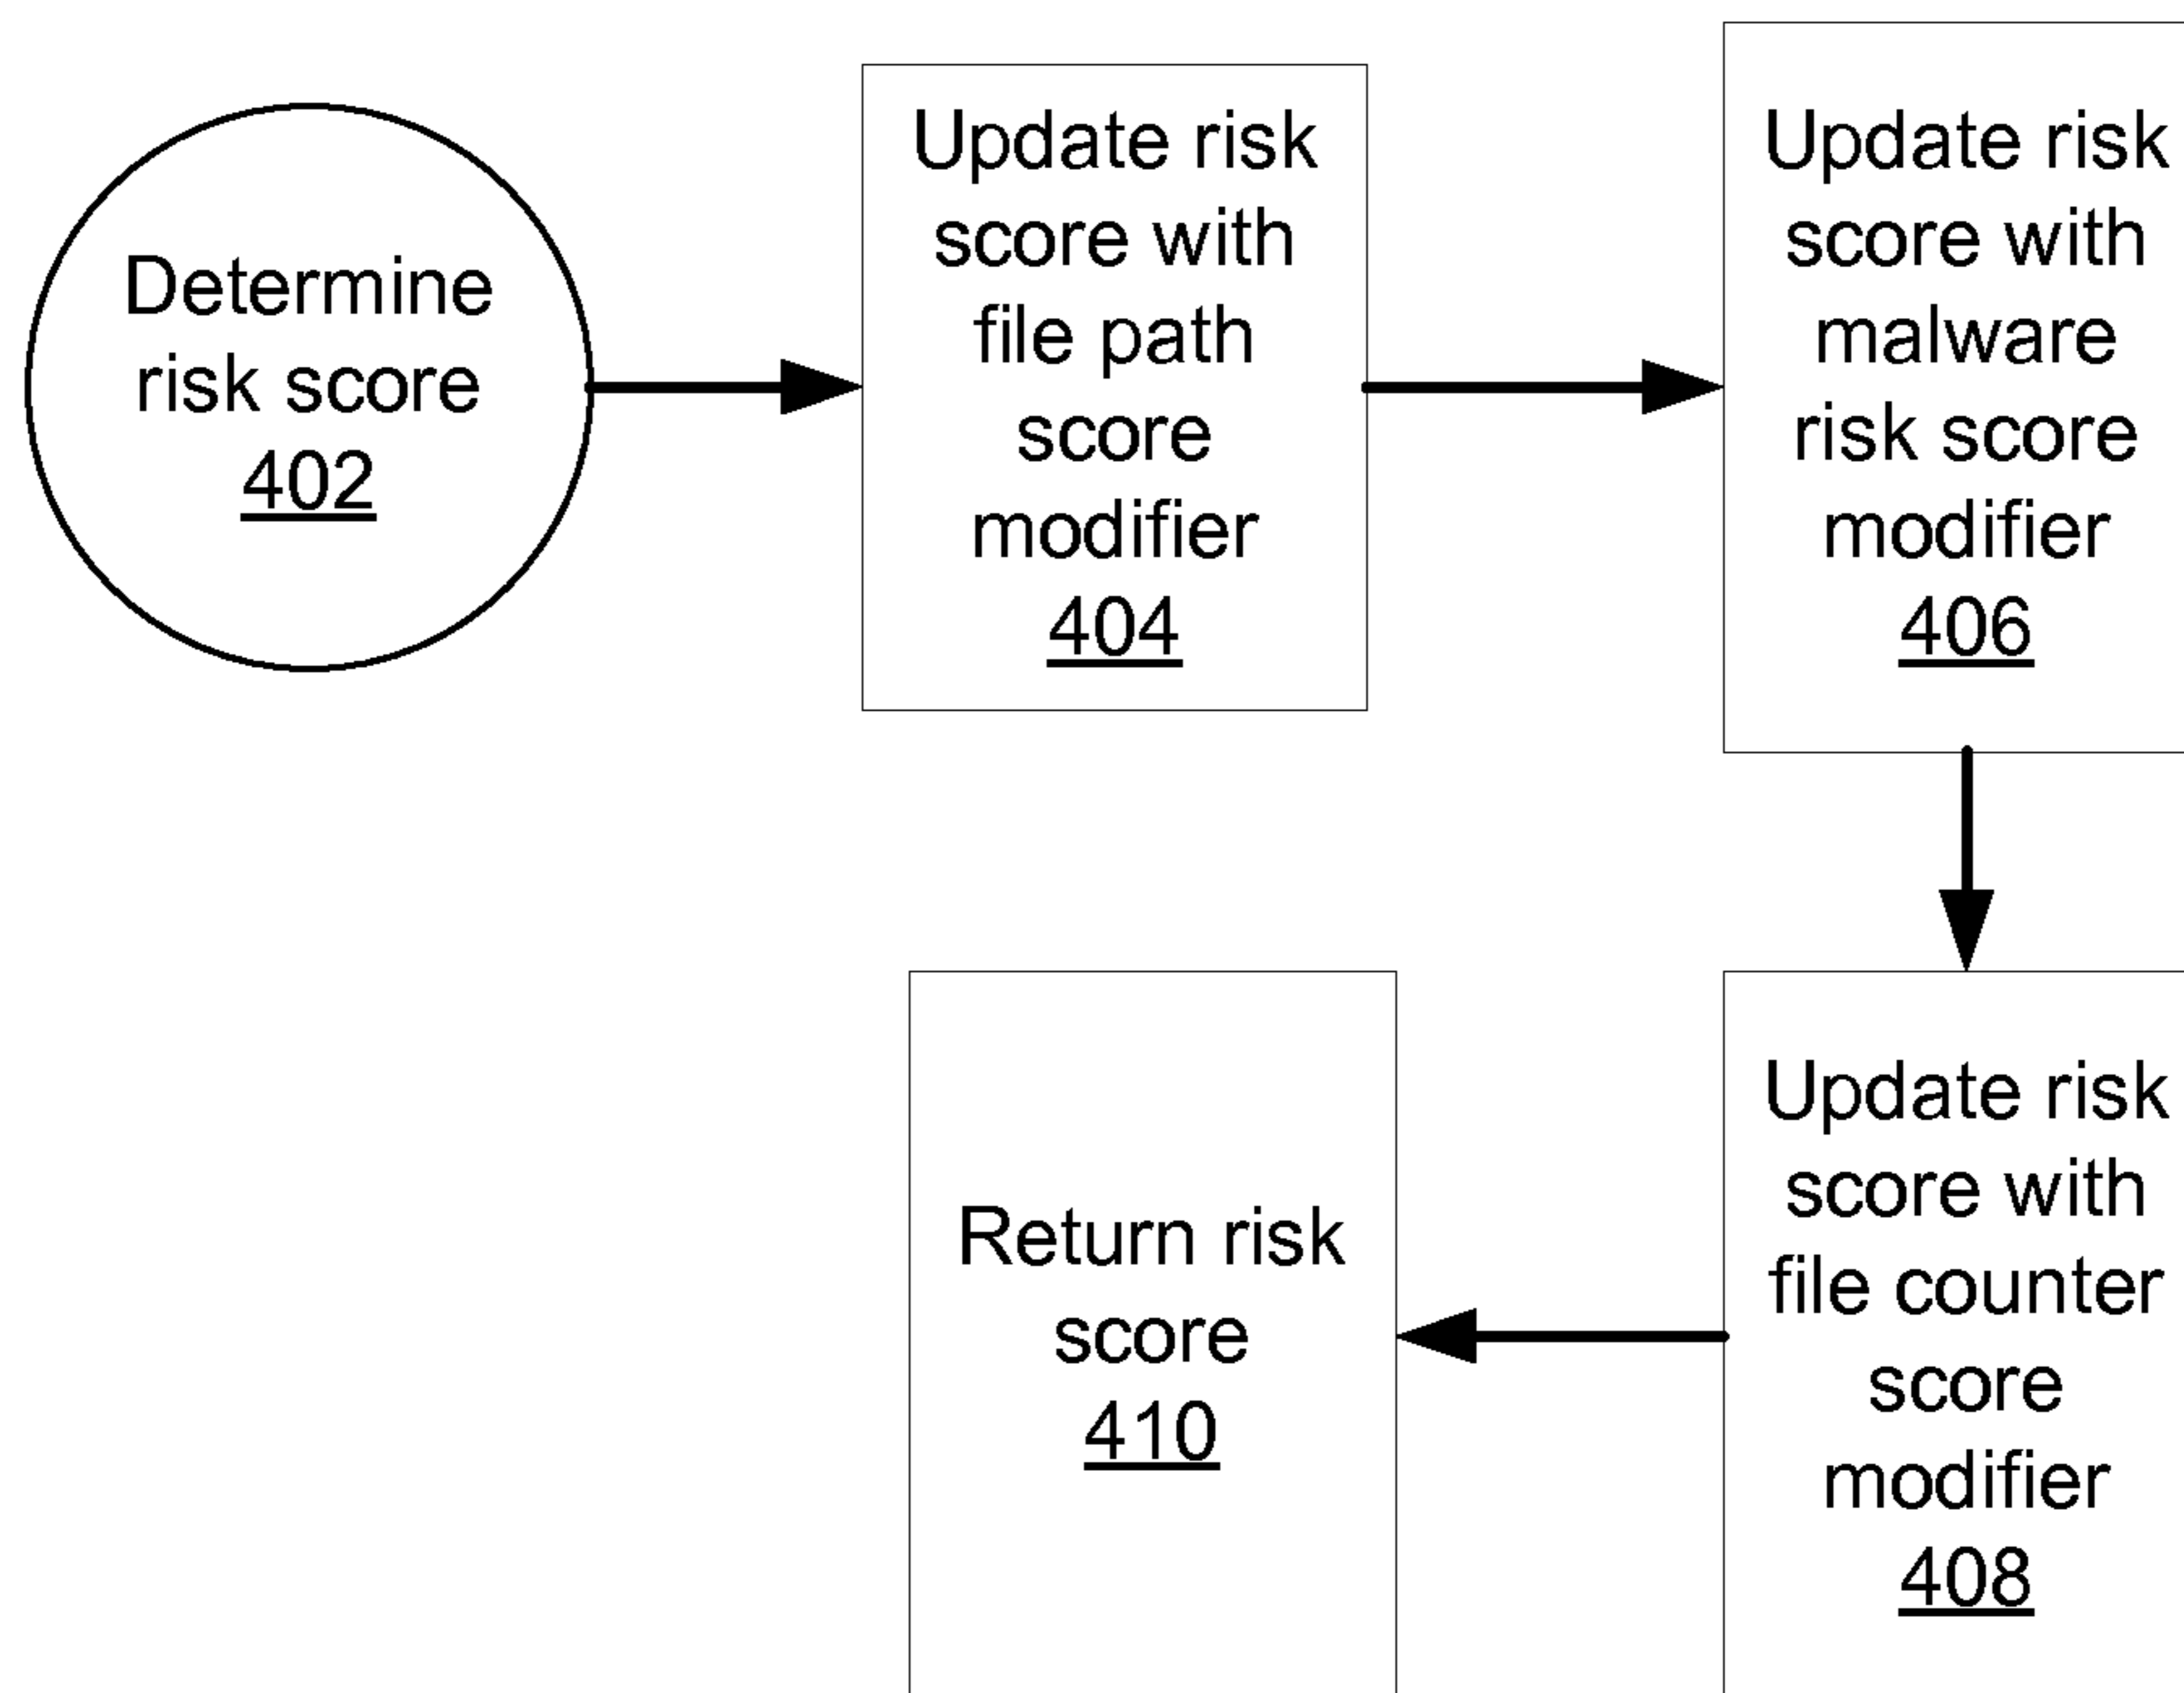 Determine
risk score
402
Update risk
score with
file path
score
modifier
404
Update risk
score with
malware
risk score
modifier
406
Update risk
score with
file counter
score
modifier
408
Return risk
score
410